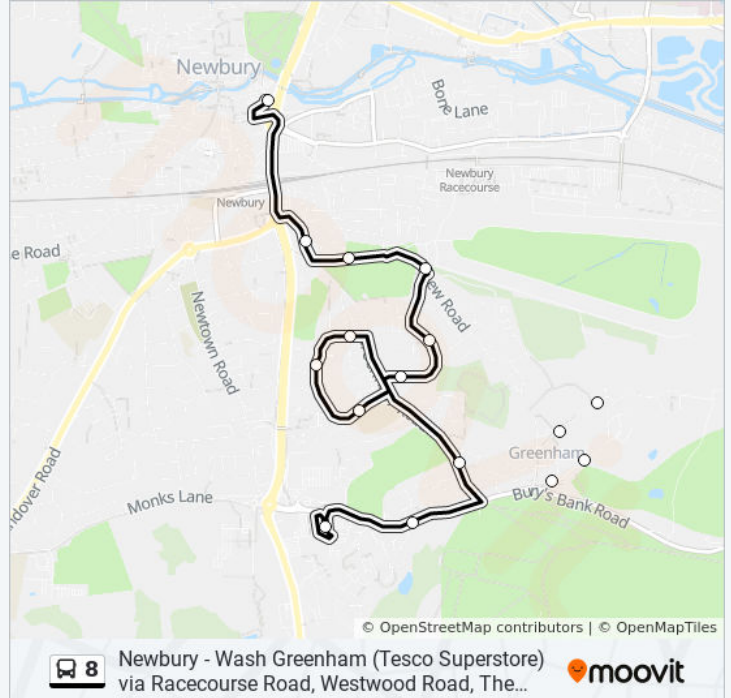 Newbury
Bone Lane
Newbury
Racecourse
Newbury
e Road
ew Road
Newtown Road
Greenham
ndover Road
Monks Lane
Bury's Bank Road
© OpenStreetMap contributors | © OpenMapTiles
8
Newbury - Wash Greenham (Tesco Superstore)
via Racecourse Road, Westwood Road, The...
moovit